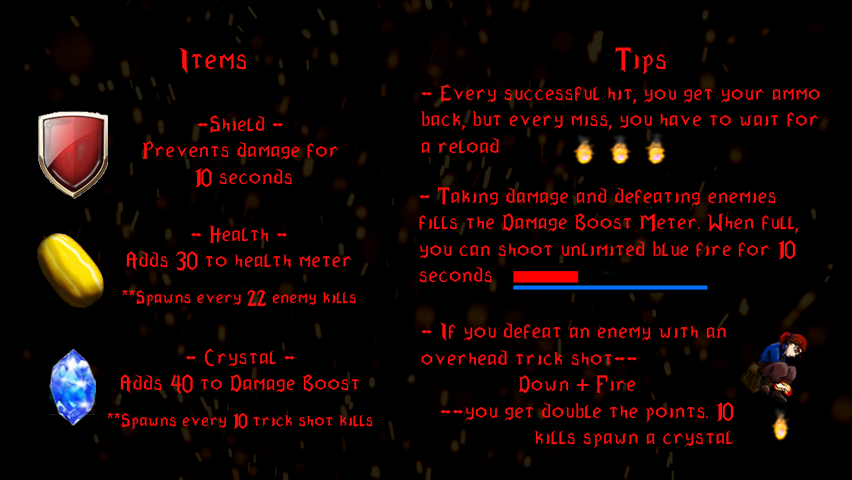 Items
-Shield -
Prevents damage for
10 seconds
- Health -
Adds 30 to health meter
**Spawns every 22 enemy kills
- Crystal -
Adds 40 to Damage Boost
**Spawns every 10 trick shot kills
Tips
- Every successful hit, you get your ammo
back, but every miss, you have to wait for
a reload
- Taking damage and defeating enemies
fills the Damage Boost Meter. When full,
you can shoot unlimited blue fire for 10
seconds
- If you defeat an enemy with an
overhead trick shot--
Down + Fire
--you get double the points. 10
kills spawn a crystal